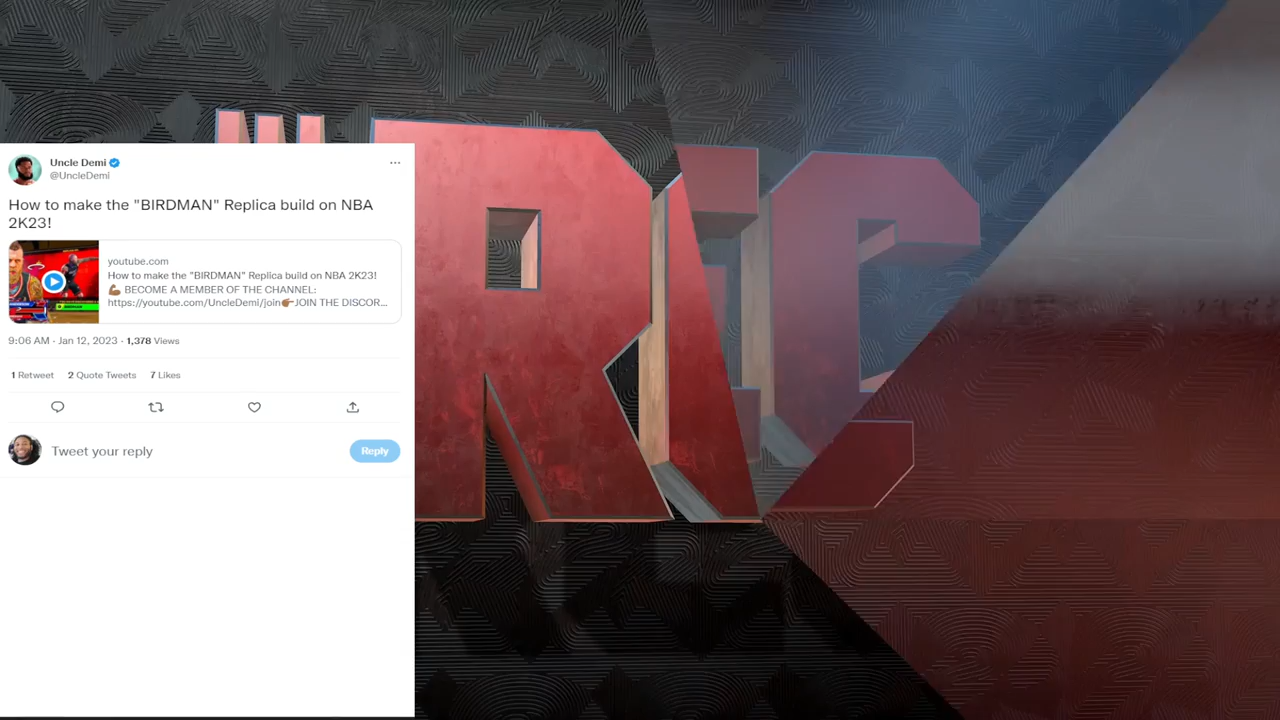 RIC
Uncle Demi
@UncleDemi
How to make the "BIRDMAN" Replica build on NBA
2K23!
youtube.com
How to make the "BIRDMAN" Replica build on NBA 2K23!
💪🏾 BECOME A MEMBER OF THE CHANNEL:
https://youtube.com/UncleDemi/join👉🏾JOIN THE DISCOR...
9:06 AM · Jan 12, 2023 · 1,378 Views
1 Retweet 2 Quote Tweets 7 Likes
Tweet your reply
Reply